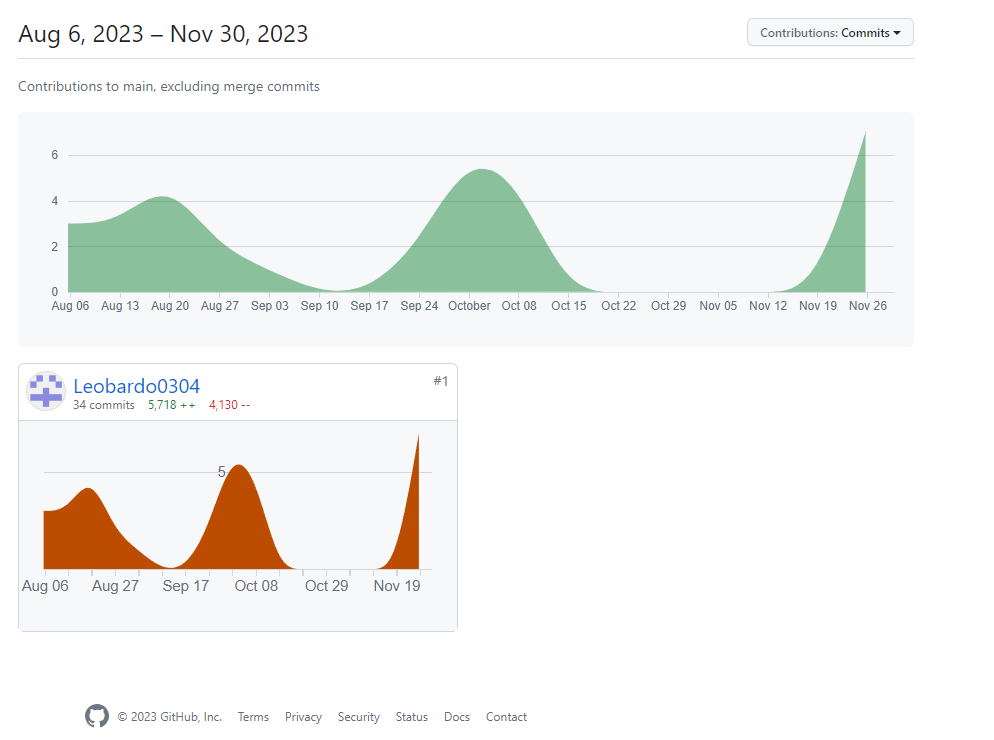 Aug 6, 2023 – Nov 30, 2023
Contributions: Commits
Contributions to main, excluding merge commits
6
4
2
0
Aug 06 Aug 13 Aug 20 Aug 27 Sep 03 Sep 10 Sep 17 Sep 24 October Oct 08 Oct 15 Oct 22 Oct 29 Nov 05 Nov 12 Nov 19 Nov 26
Leobardo0304
#1
34 commits 5,718 ++ 4,130 --
5
Aug 06 Aug 27 Sep 17 Oct 08 Oct 29 Nov 19
© 2023 GitHub, Inc. Terms Privacy Security Status Docs Contact